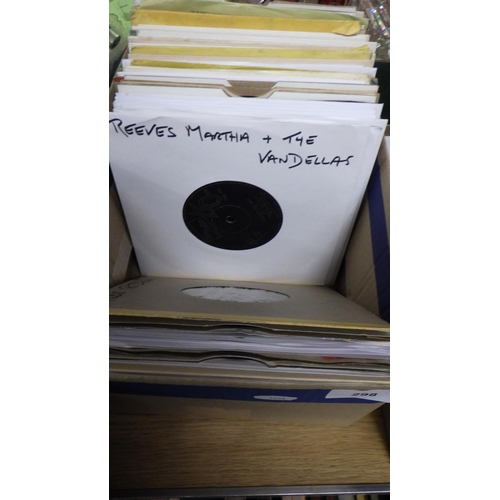 REEVES MARTHA + THE
VANDELLAS
298